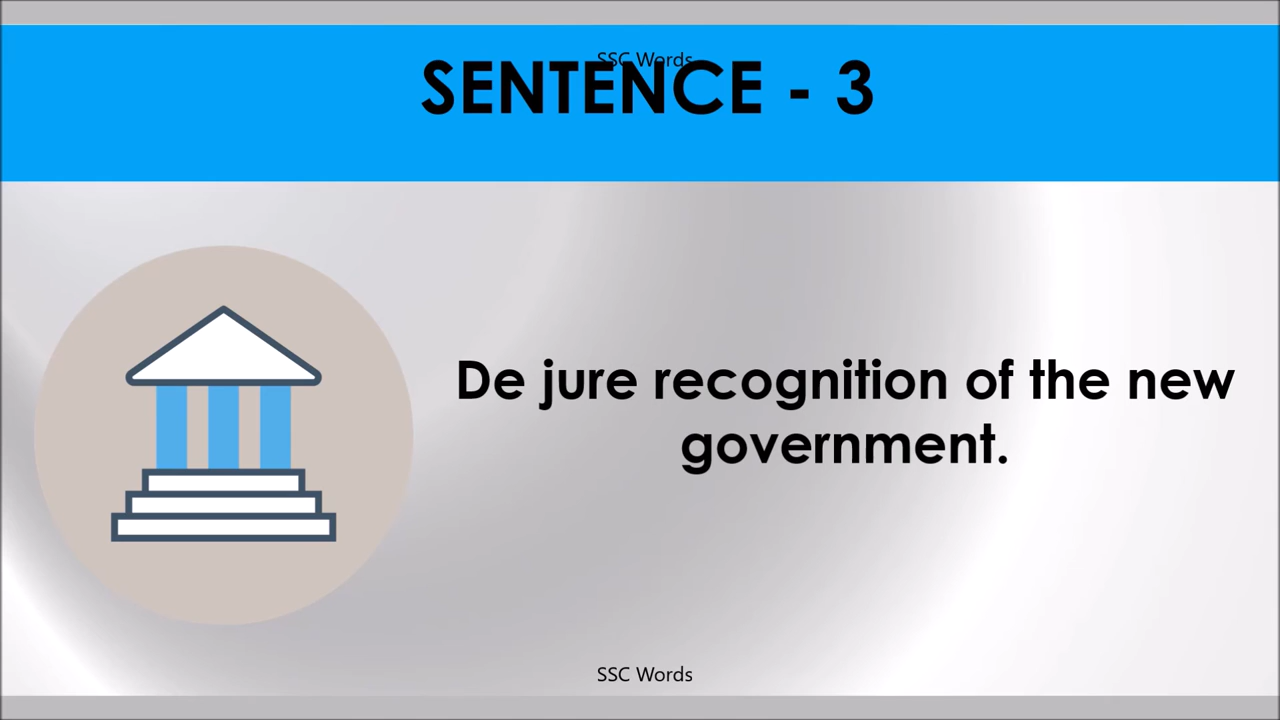 SSC Words
SENTENCE - 3
De jure recognition of the new
government.
SSC Words